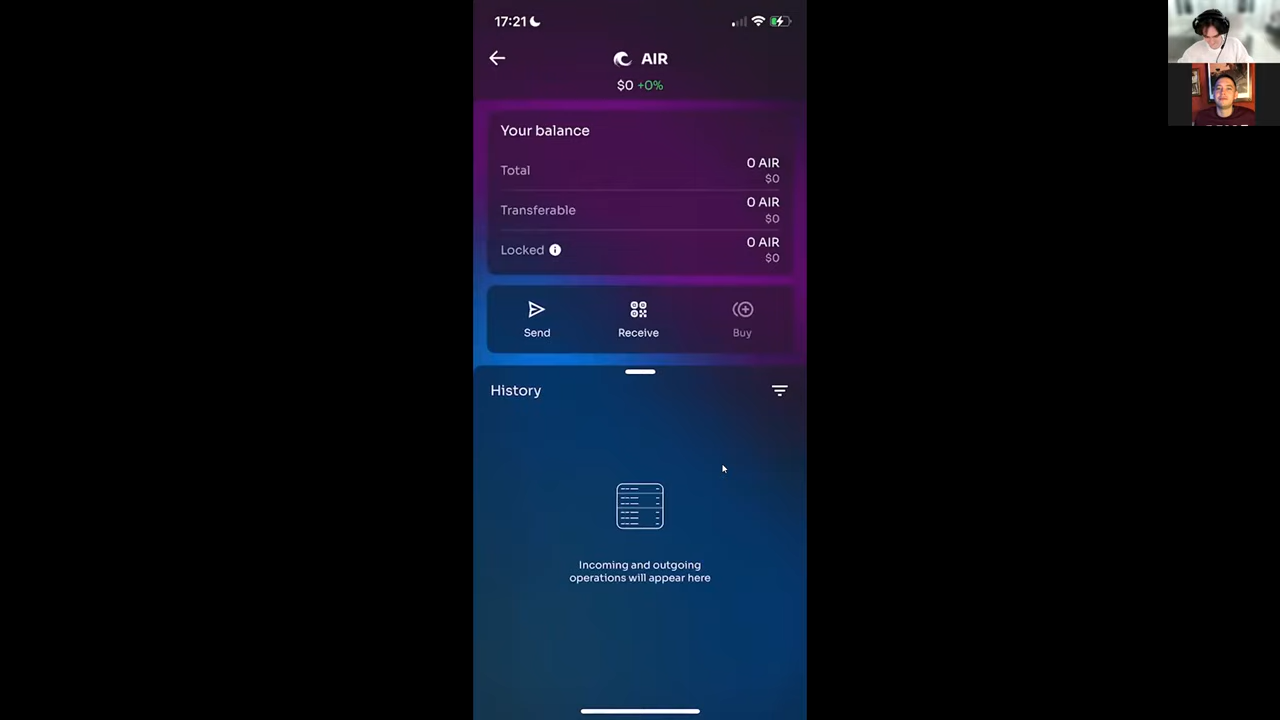 17:21
AIR
$0 +0%
Your balance
Total
0 AIR
$0
Transferable
0 AIR
$0
Locked
0 AIR
$0
Send
Receive
Buy
History
Incoming and outgoing
operations will appear here